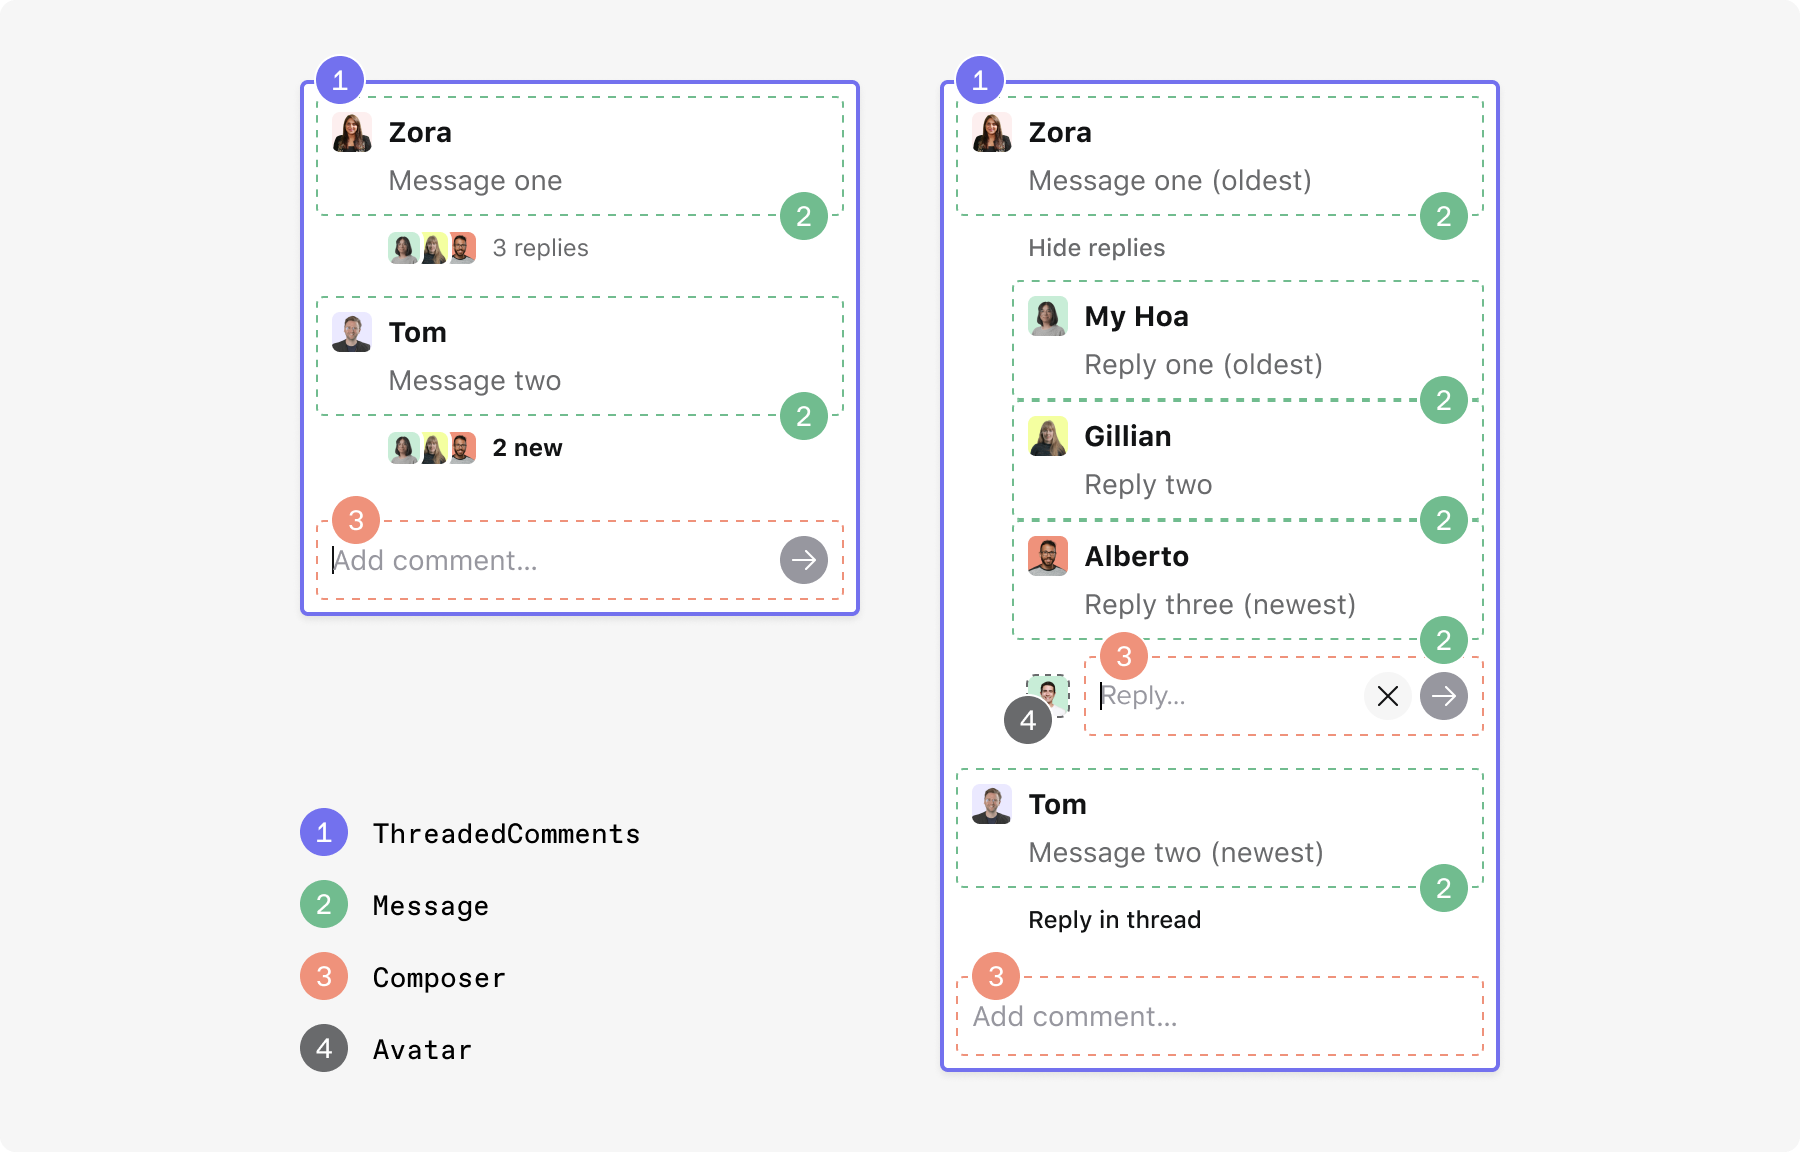 1
Zora
Message one
2
3 replies
Tom
Message two
2
2 new
3
Add comment...
1
Zora
Message one (oldest)
2
Hide replies
My Hoa
Reply one (oldest)
2
Gillian
Reply two
2
Alberto
Reply three (newest)
2
3
Reply...
4
Tom
Message two (newest)
2
Reply in thread
3
Add comment...
1 ThreadedComments
2 Message
3 Composer
4 Avatar